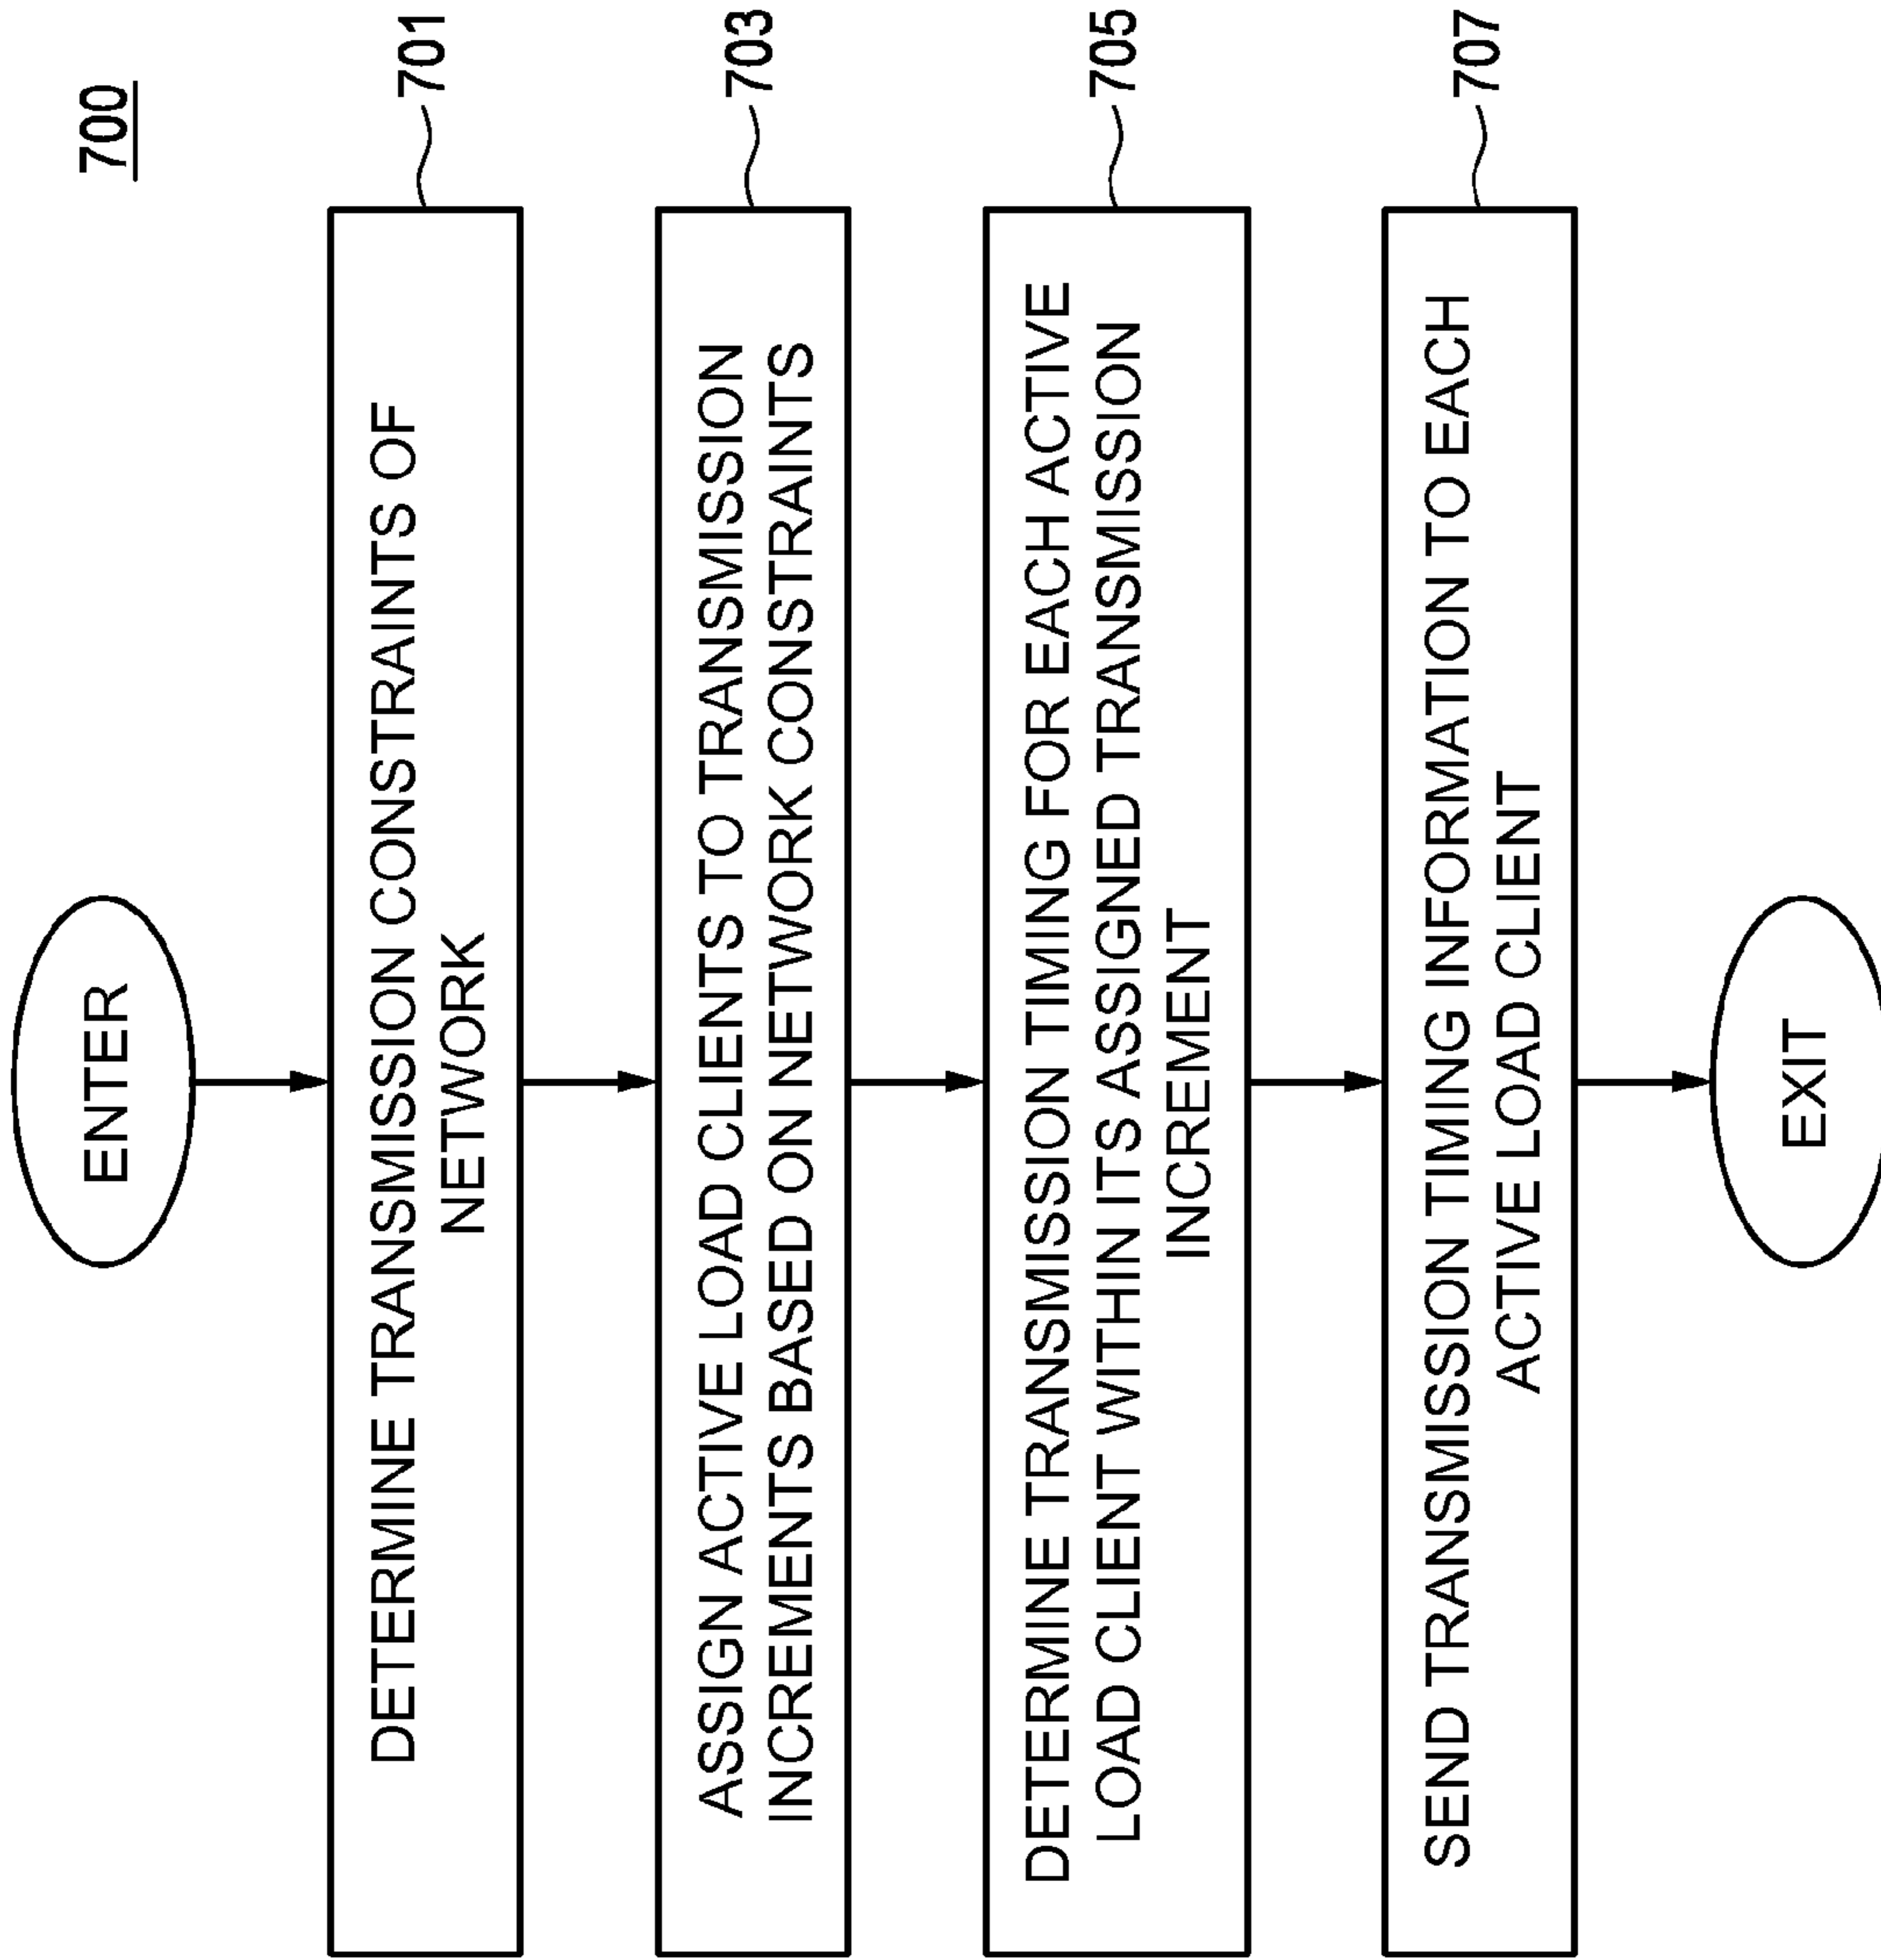 700
ENTER
DETERMINE TRANSMISSION CONSTRAINTS OF
NETWORK
701
ASSIGN ACTIVE LOAD CLIENTS TO TRANSMISSION
INCREMENTS BASED ON NETWORK CONSTRAINTS
703
DETERMINE TRANSMISSION TIMING FOR EACH ACTIVE
LOAD CLIENT WITHIN ITS ASSIGNED TRANSMISSION
INCREMENT
705
SEND TRANSMISSION TIMING INFORMATION TO EACH
ACTIVE LOAD CLIENT
707
EXIT